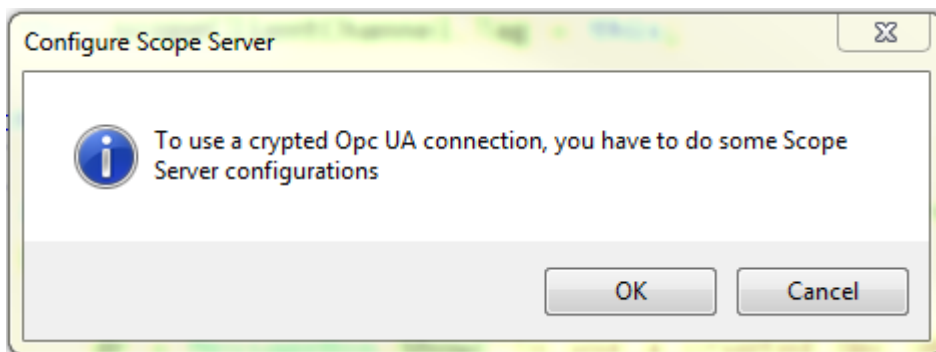 Configure Scope Server
To use a crypted Opc UA connection, you have to do some Scope
Server configurations
OK
Cancel